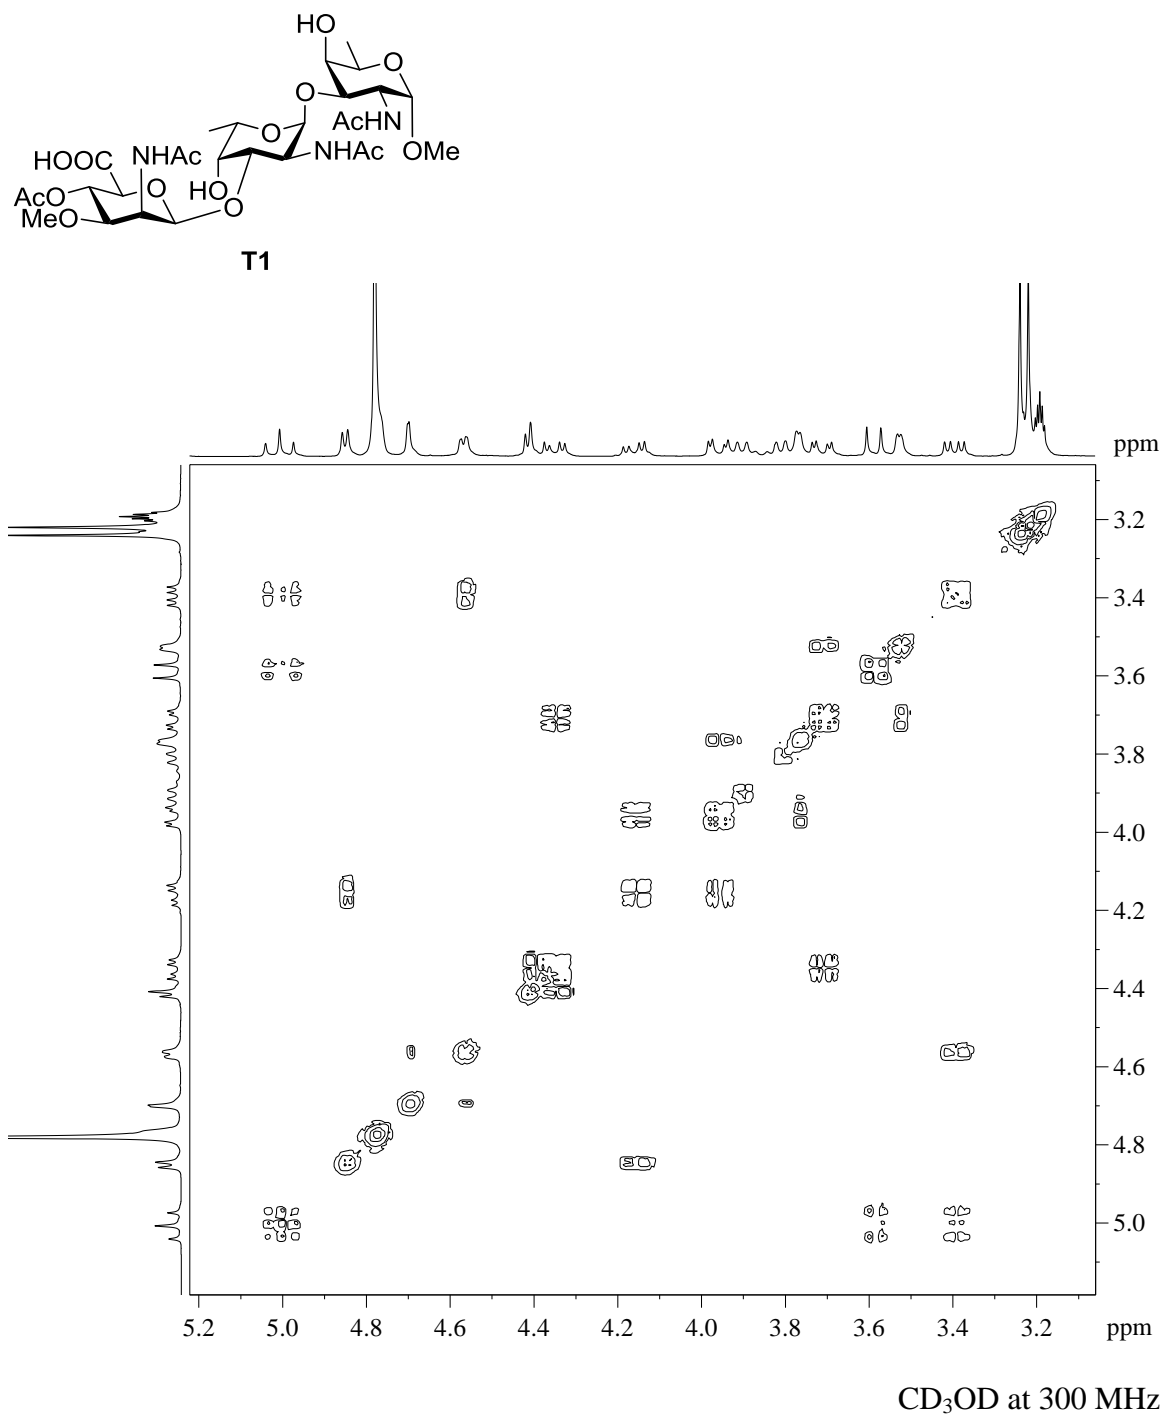 HO
O
O
AcHN
OMe
O
NHAc
HOOC
NHAc
O
HO
AcO
O
MeO
T1
ppm
3.2
3.4
3.6
3.8
4.0
4.2
4.4
4.6
4.8
5.0
5.2 5.0 4.8 4.6 4.4 4.2 4.0 3.8 3.6 3.4 3.2 ppm
CD3OD at 300 MHz